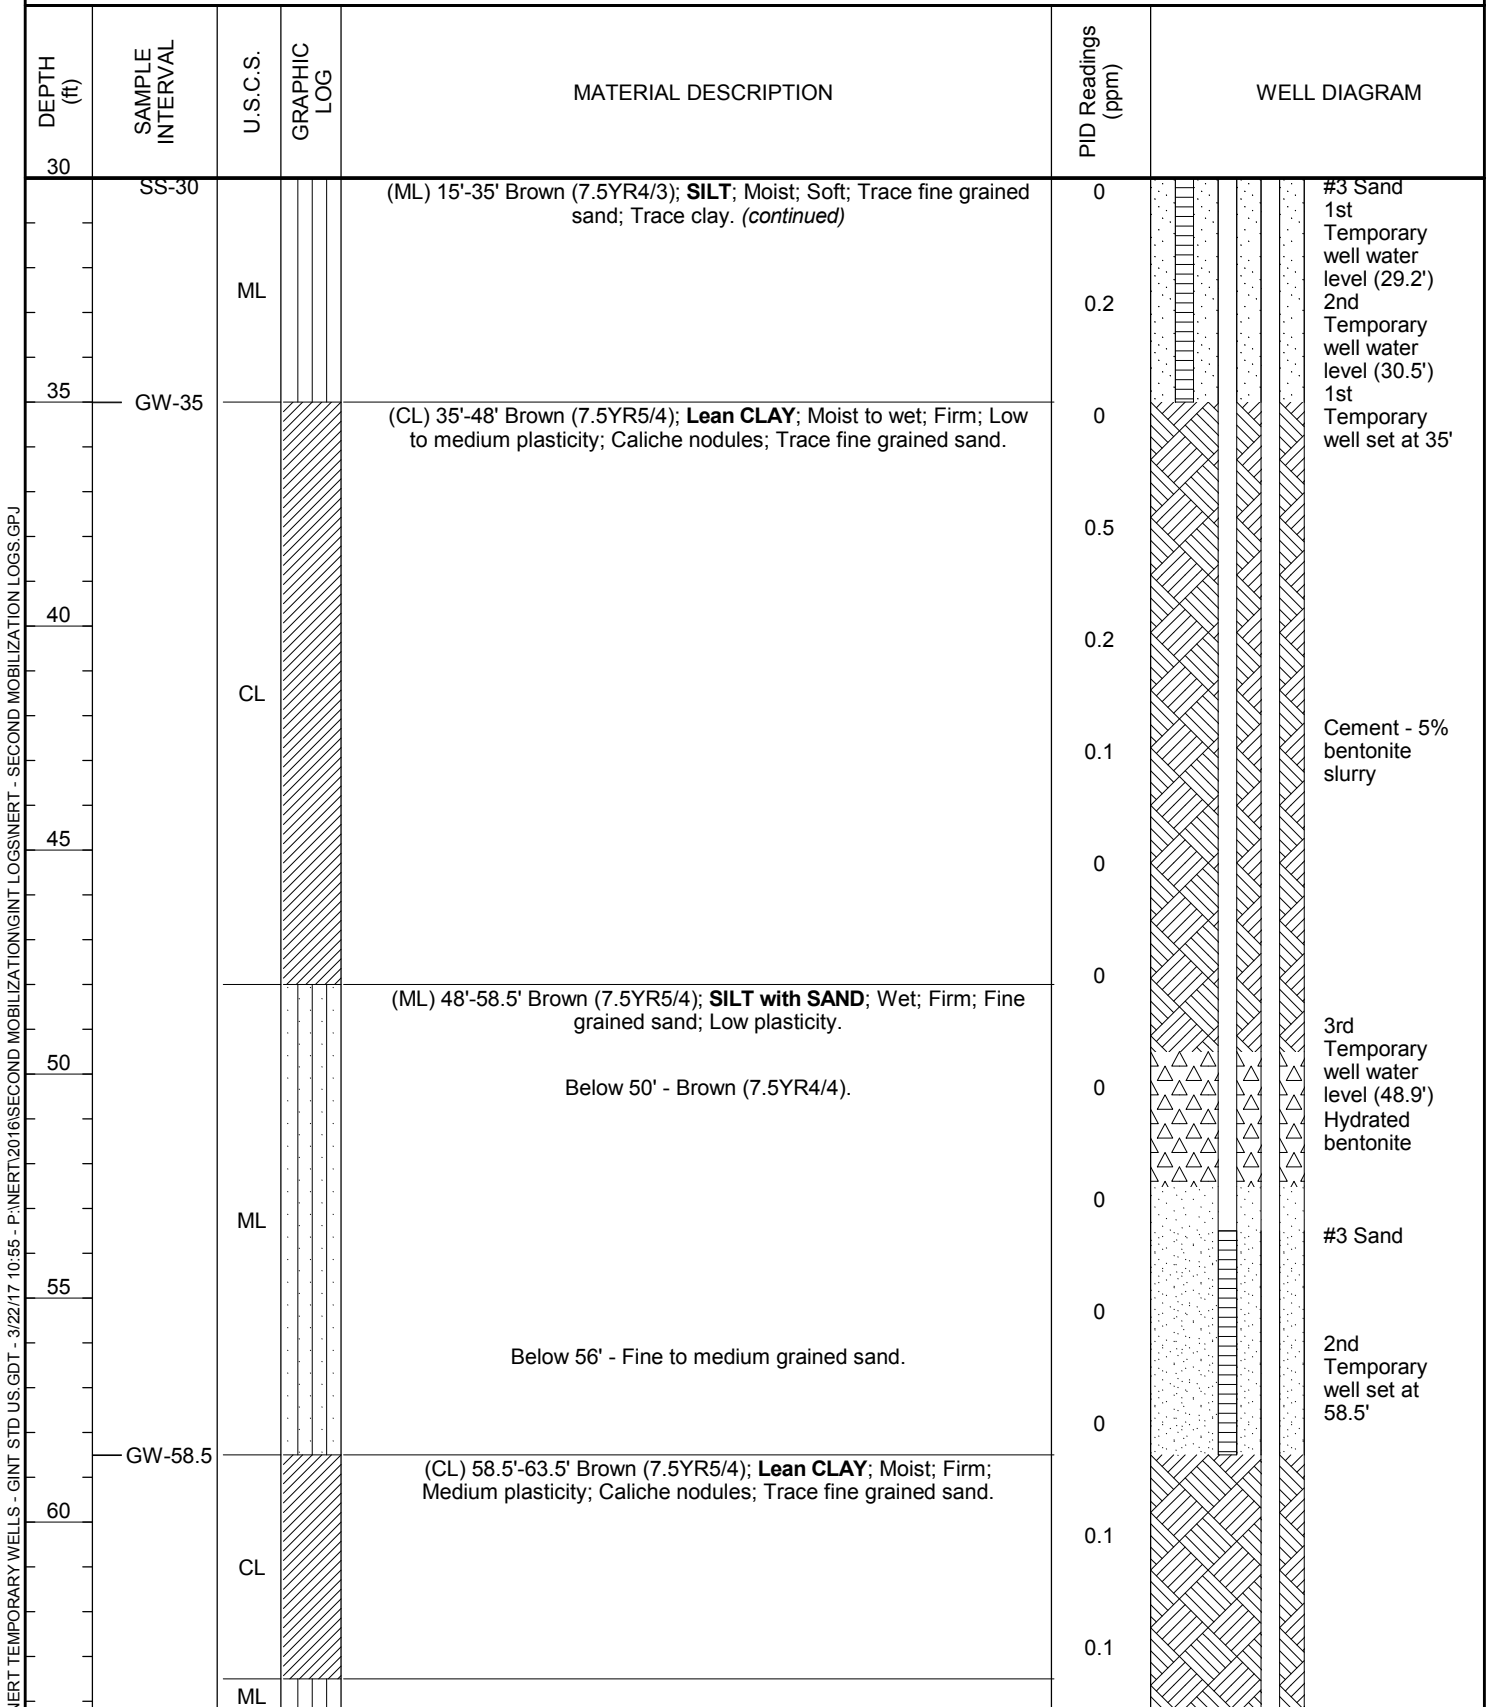 DEPTH
(ft)
SAMPLE
INTERVAL
U.S.C.S.
GRAPHIC
LOG
MATERIAL DESCRIPTION
PID Readings
(ppm)
WELL DIAGRAM
30
SS-30
ML
(ML) 15'-35' Brown (7.5YR4/3); SILT; Moist; Soft; Trace fine grained
sand; Trace clay. (continued)
0
0.2
#3 Sand
1st
Temporary
well water
level (29.2')
2nd
Temporary
well water
level (30.5')
1st
Temporary
well set at 35'
35
GW-35
(CL) 35'-48' Brown (7.5YR5/4); Lean CLAY; Moist to wet; Firm; Low
to medium plasticity; Caliche nodules; Trace fine grained sand.
0
0.5
40
0.2
CL
0.1
Cement - 5%
bentonite
slurry
45
0
0
(ML) 48'-58.5' Brown (7.5YR5/4); SILT with SAND; Wet; Firm; Fine
grained sand; Low plasticity.
3rd
Temporary
well water
level (48.9')
Hydrated
bentonite
50
Below 50' - Brown (7.5YR4/4).
0
0
ML
#3 Sand
55
0
Below 56' - Fine to medium grained sand.
2nd
Temporary
well set at
58.5'
0
GW-58.5
(CL) 58.5'-63.5' Brown (7.5YR5/4); Lean CLAY; Moist; Firm;
Medium plasticity; Caliche nodules; Trace fine grained sand.
60
0.1
CL
0.1
ML
NERT TEMPORARY WELLS - GINT STD US.GDT - 3/22/17 10:55 - P:\NERT\2016\SECOND MOBILIZATION\GINT LOGS\NERT - SECOND MOBILIZATION LOGS.GPJ